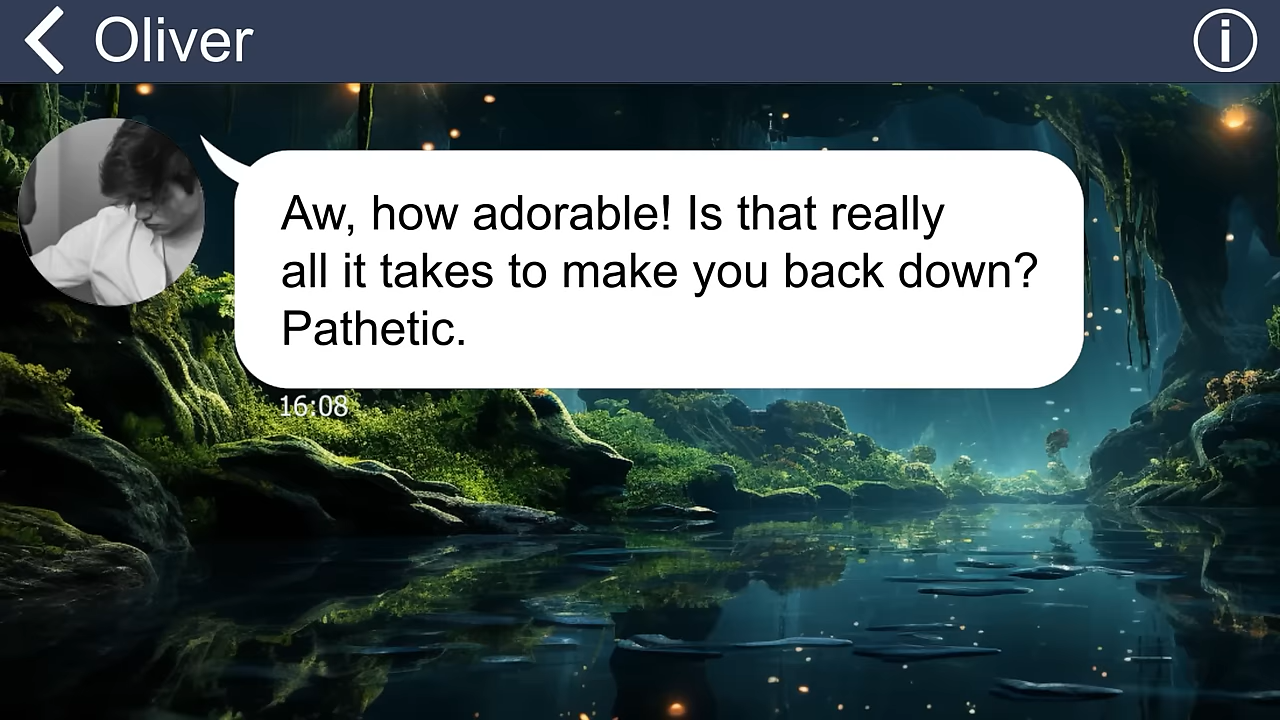 Oliver
Aw, how adorable! Is that really
all it takes to make you back down?
Pathetic.
16:08